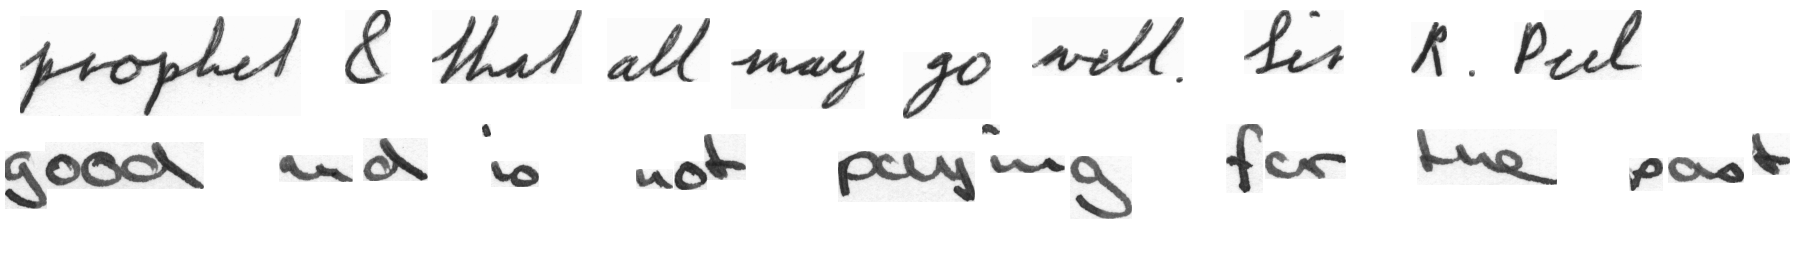 prophet & that all may go well. Sir R. Peel
good and is not paying for the past